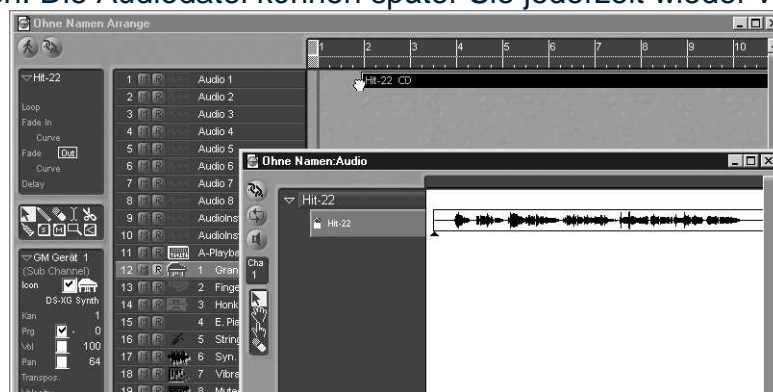 en. Die Audiodatei können später Sie jederzeit wieder v
Ohne Namen Arrange
1 2 3 4 5 6 7 8 9 10
Hit-22
Loop
Fade In
Curve
Fade Out
Curve
Delay
1 M R Audio 1
2 M R Audio 2
3 M R Audio 3
4 M R Audio 4
5 M R Audio 5
6 M R Audio 6
7 M R Audio 7
8 M R Audio 8
9 M R AudioIns
10 M R AudioIns
11 M R A-Playba
12 M R 1 Gran
13 M R 2 Finge
14 M R 3 Honk
15 M R 4 E. Pie
16 M R 5 String
17 M R 6 Syn.
18 M R 7 Vibra
19 M R 8 Mute
Hit-22 CD
GM Gerät 1
(Sub Channel)
Icon
DS-XG Synth
Kan 1
Prg - 0
Vol 100
Pan 64
Transpos.
Velocity
Ohne Namen:Audio
Cha
1
Hit-22
Hit-22